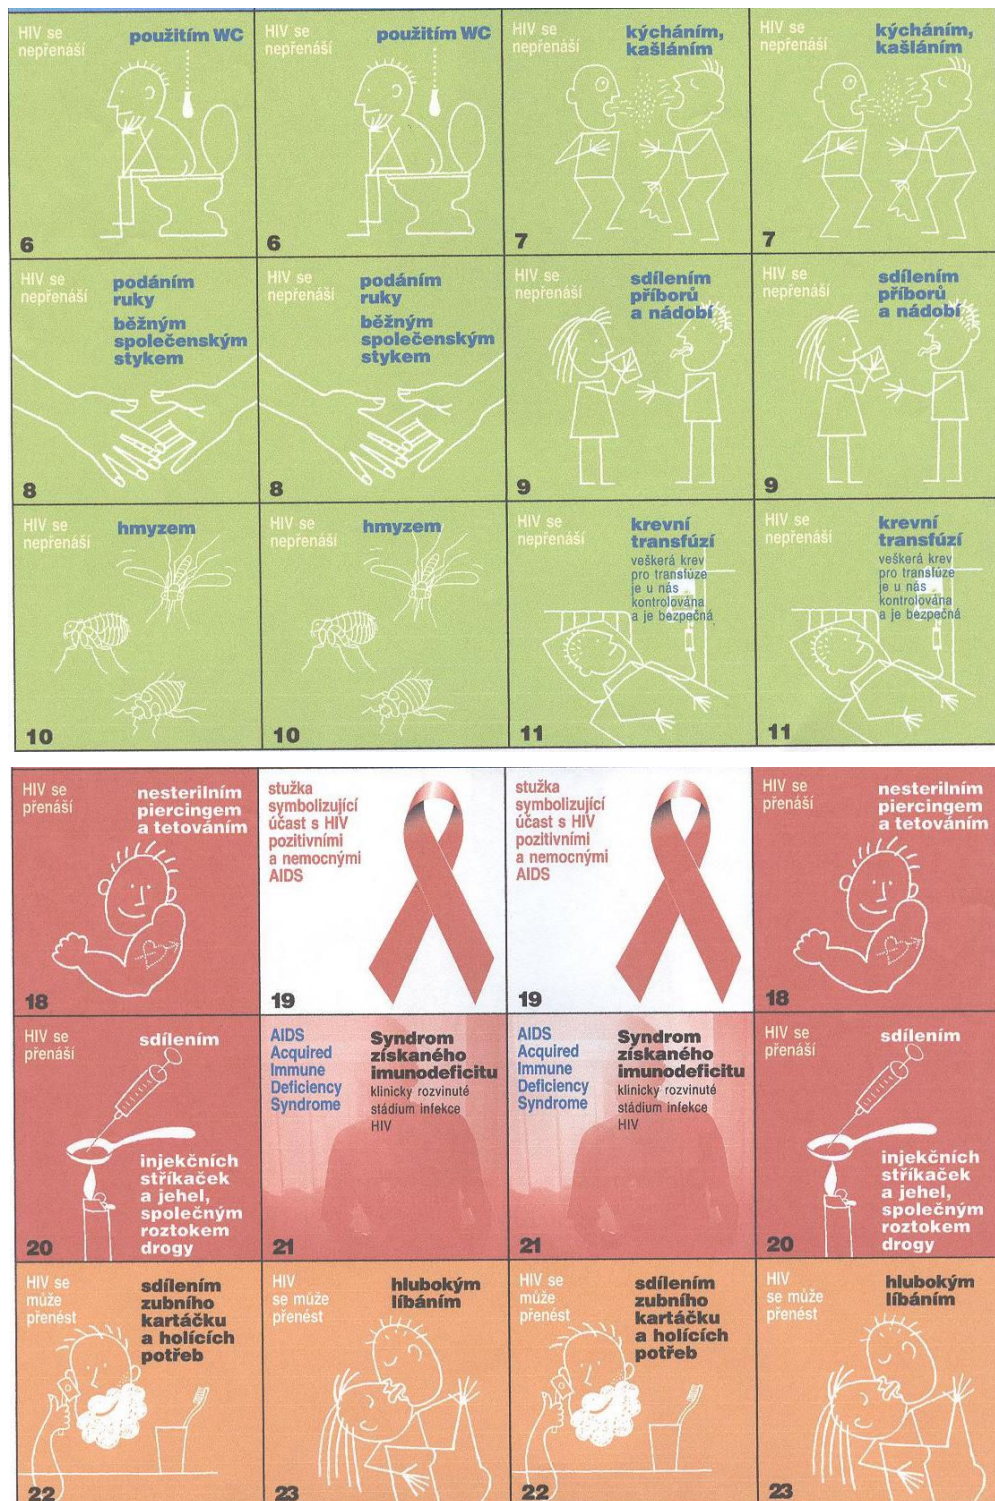 HIV se
nepřenáší
použitím WC
6
HIV se
nepřenáší
použitím WC
6
HIV se
nepřenáší
kýcháním,
kašláním
7
HIV se
nepřenáší
kýcháním,
kašláním
7
HIV se
nepřenáší
podáním
ruky
běžným
společenským
stykem
8
HIV se
nepřenáší
podáním
ruky
běžným
společenským
stykem
8
HIV se
nepřenáší
sdílením
příborů
a nádobí
9
HIV se
nepřenáší
sdílením
příborů
a nádobí
9
HIV se
nepřenáší
hmyzem
10
HIV se
nepřenáší
hmyzem
10
HIV se
nepřenáší
krevní
transfúzí
veškerá krev
pro transfúze
je u nás
kontrolována
a je bezpečná
11
HIV se
nepřenáší
krevní
transfúzí
veškerá krev
pro transfúze
je u nás
kontrolována
a je bezpečná
11
HIV se
přenáší
nesterilním
piercingem
a tetováním
18
stužka
symbolizující
účast s HIV
pozitivními
a nemocnými
AIDS
19
stužka
symbolizující
účast s HIV
pozitivními
a nemocnými
AIDS
19
HIV se
přenáší
nesterilním
piercingem
a tetováním
18
HIV se
přenáší
sdílením
injekčních
stříkaček
a jehel,
společným
roztokem
drogy
20
AIDS
Acquired
Immune
Deficiency
Syndrome
Syndrom
získaného
imunodeficitu
klinicky rozvinuté
stádium infekce
HIV
21
AIDS
Acquired
Immune
Deficiency
Syndrome
Syndrom
získaného
imunodeficitu
klinicky rozvinuté
stádium infekce
HIV
21
HIV se
přenáší
sdílením
injekčních
stříkaček
a jehel,
společným
roztokem
drogy
20
HIV se
může
přenést
sdílením
zubního
kartáčku
a holících
potřeb
22
HIV
se může
přenést
hlubokým
líbáním
23
HIV se
může
přenést
sdílením
zubního
kartáčku
a holících
potřeb
22
HIV
se může
přenést
hlubokým
líbáním
23